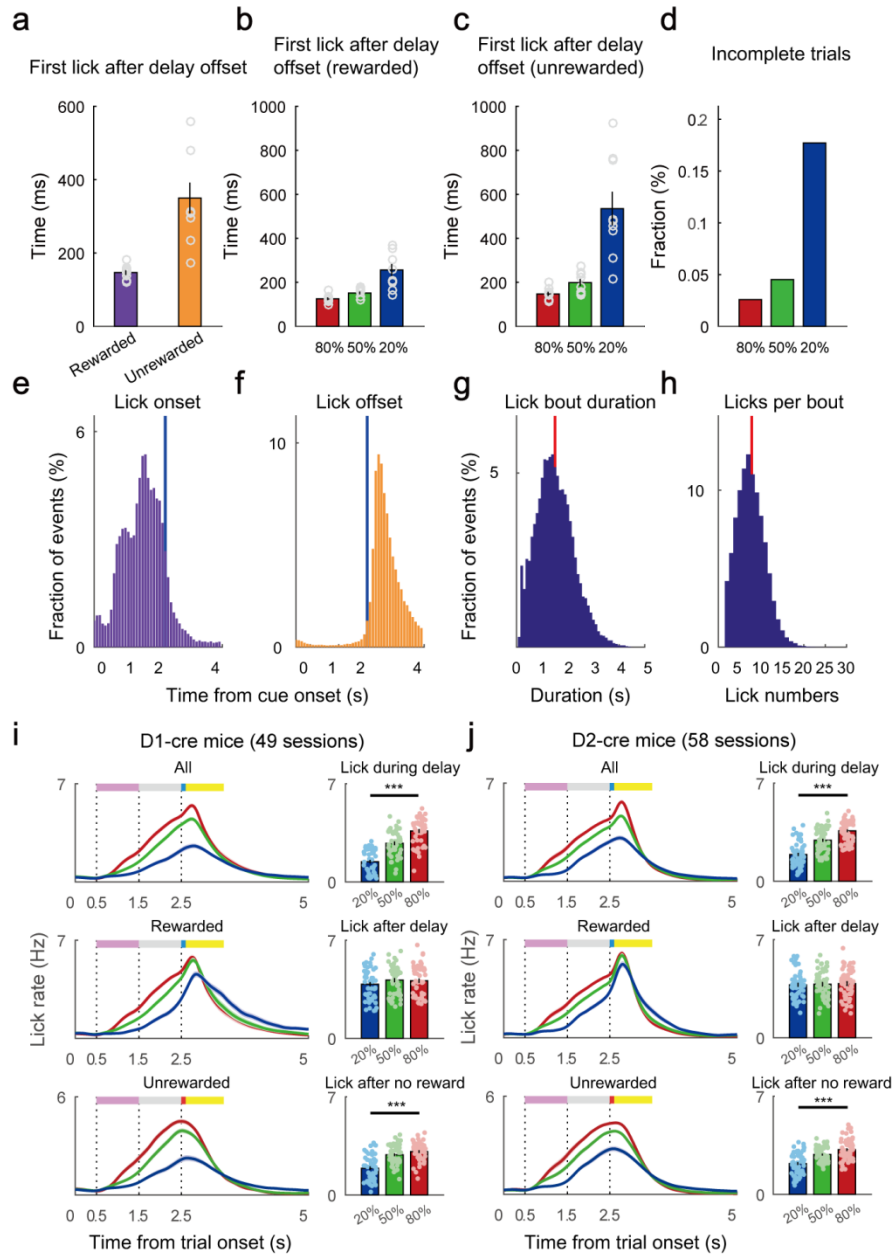 a
First lick after delay offset
600
400
200
0
Time (ms)
Rewarded
Unrewarded
b
First lick after delay
offset (rewarded)
1000
800
600
400
200
0
Time (ms)
80% 50% 20%
c
First lick after delay
offset (unrewarded)
1000
800
600
400
200
0
Time (ms)
80% 50% 20%
d
Incomplete trials
0.2
0.15
0.1
0.05
0
Fraction (%)
80% 50% 20%
e
Lick onset
6
0
Fraction of events (%)
0 1 2 4
f
Lick offset
10
0
0 1 2 4
Time from cue onset (s)
g
Lick bout duration
5
0
Fraction of events (%)
0 1 2 3 4 5
Duration (s)
h
Licks per bout
10
0
0 5 10 15 20 25 30
Lick numbers
i
D1-cre mice (49 sessions)
All
7
0 0.5 1.5 2.5 5
Lick during delay
7
***
0
20% 50% 80%
Rewarded
7
Lick rate (Hz)
0 0.5 1.5 2.5 5
Lick after delay
7
0
20% 50% 80%
Unrewarded
6
0 0.5 1.5 2.5 5
Time from trial onset (s)
Lick after no reward
7
***
0
20% 50% 80%
j
D2-cre mice (58 sessions)
All
7
0 0.5 1.5 2.5 5
Lick during delay
7
***
0
20% 50% 80%
Rewarded
7
0 0.5 1.5 2.5 5
Lick after delay
7
0
20% 50% 80%
Unrewarded
6
0 0.5 1.5 2.5 5
Time from trial onset (s)
Lick after no reward
7
***
0
20% 50% 80%